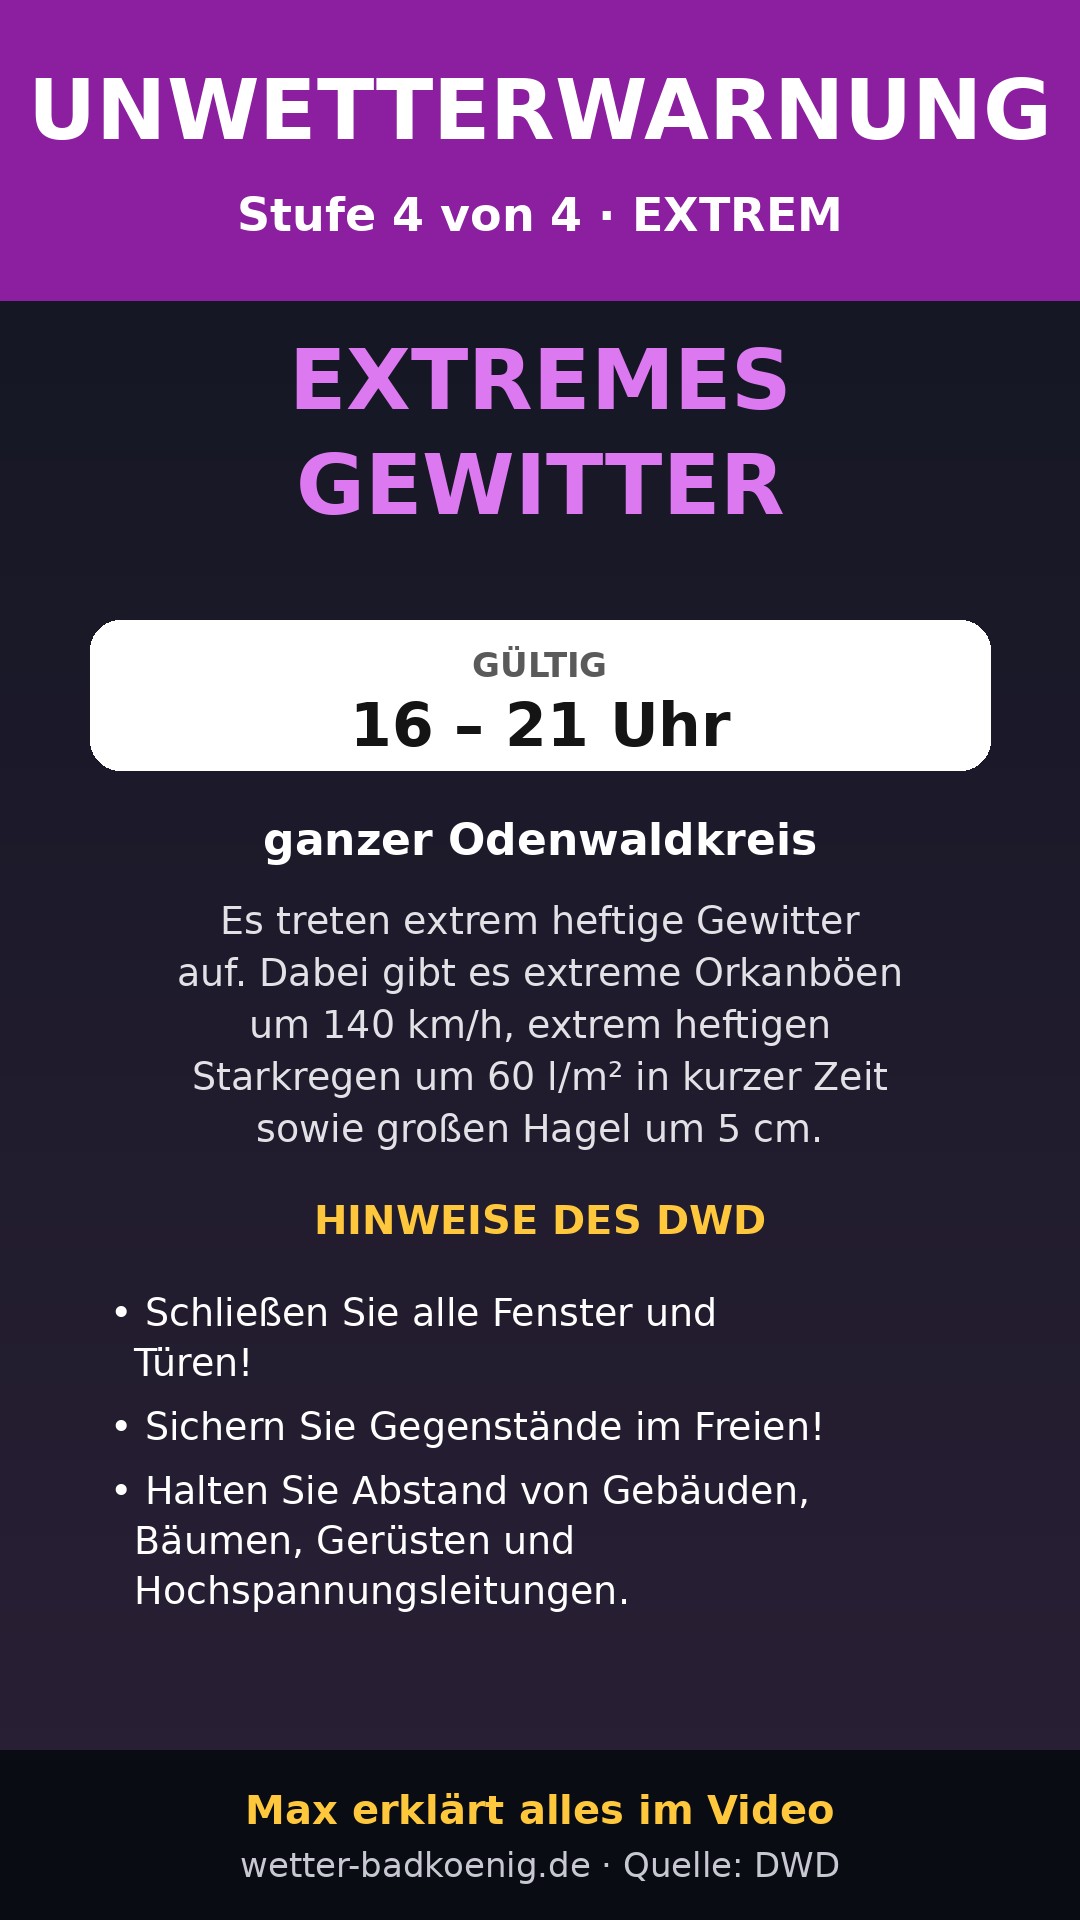 UNWETTERWARNUNG
Stufe 4 von 4 · EXTREM
EXTREMES
GEWITTER
GÜLTIG
16 – 21 Uhr
ganzer Odenwaldkreis
Es treten extrem heftige Gewitter
auf. Dabei gibt es extreme Orkanböen
um 140 km/h, extrem heftigen
Starkregen um 60 l/m² in kurzer Zeit
sowie großen Hagel um 5 cm.
HINWEISE DES DWD
• Schließen Sie alle Fenster und
Türen!
• Sichern Sie Gegenstände im Freien!
• Halten Sie Abstand von Gebäuden,
Bäumen, Gerüsten und
Hochspannungsleitungen.
Max erklärt alles im Video
wetter-badkoenig.de · Quelle: DWD